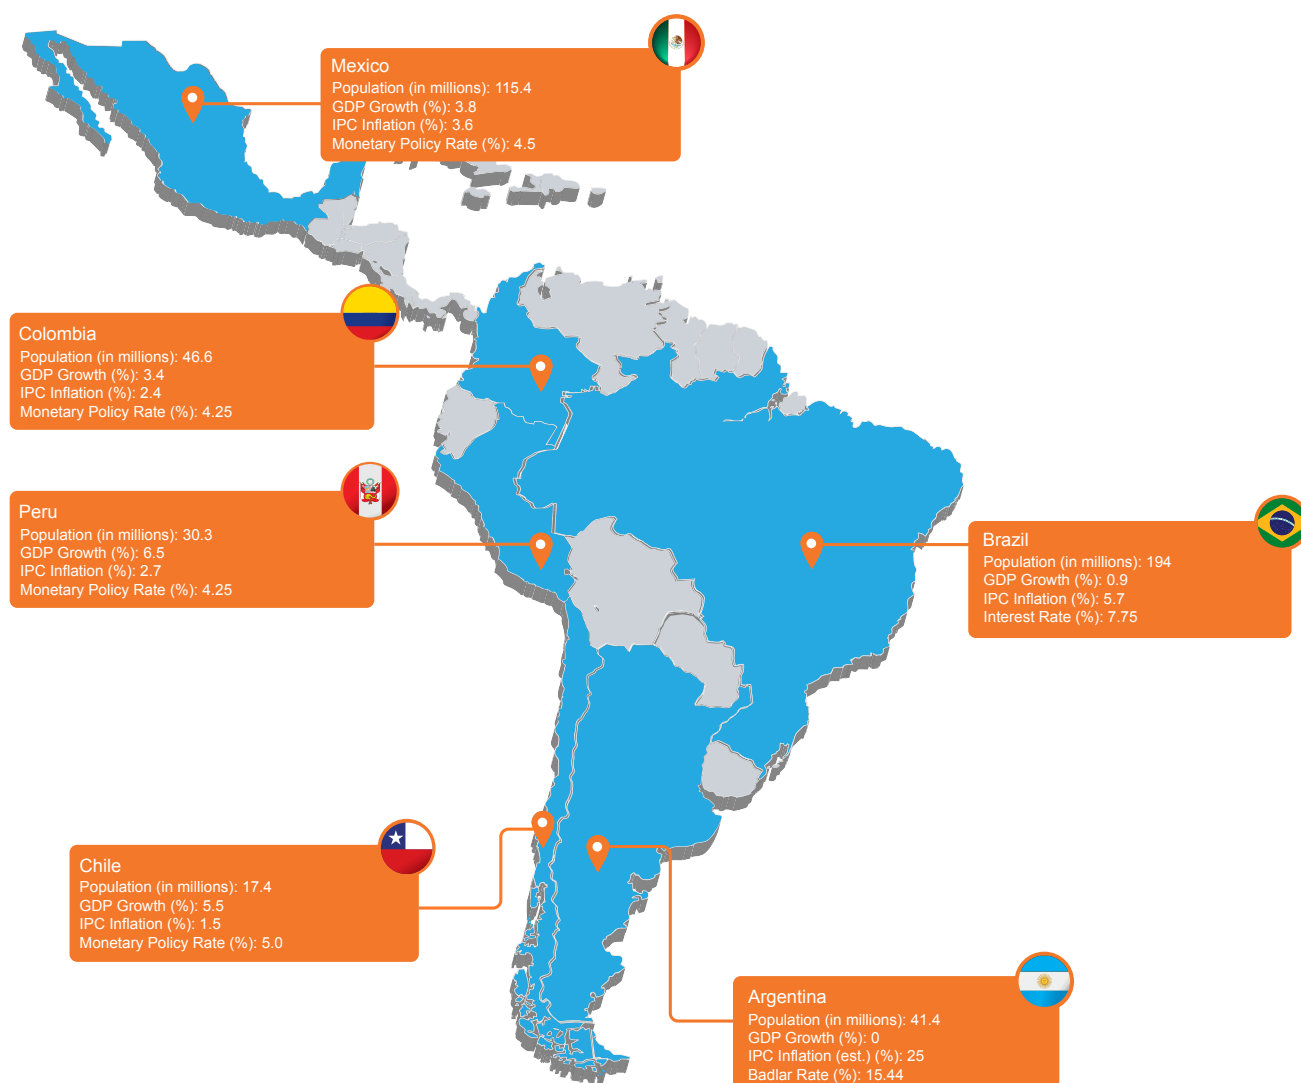 Mexico
Population (in millions): 115.4
GDP Growth (%): 3.8
IPC Inflation (%): 3.6
Monetary Policy Rate (%): 4.5
Colombia
Population (in millions): 46.6
GDP Growth (%): 3.4
IPC Inflation (%): 2.4
Monetary Policy Rate (%): 4.25
Peru
Population (in millions): 30.3
GDP Growth (%): 6.5
IPC Inflation (%): 2.7
Monetary Policy Rate (%): 4.25
Brazil
Population (in millions): 194
GDP Growth (%): 0.9
IPC Inflation (%): 5.7
Interest Rate (%): 7.75
Chile
Population (in millions): 17.4
GDP Growth (%): 5.5
IPC Inflation (%): 1.5
Monetary Policy Rate (%): 5.0
Argentina
Population (in millions): 41.4
GDP Growth (%): 0
IPC Inflation (est.) (%): 25
Badlar Rate (%): 15.44